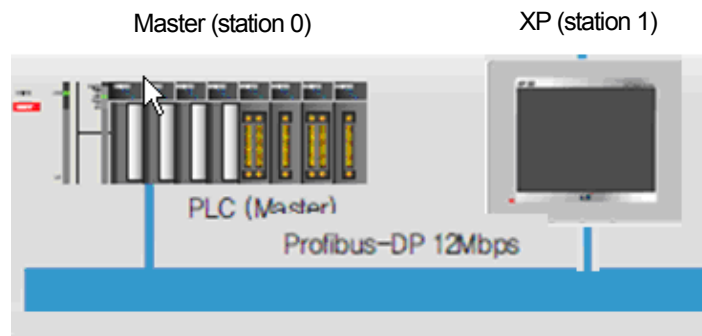 Master (station 0)
XP (station 1)
PLC (Master)
Profibus-DP 12Mbps